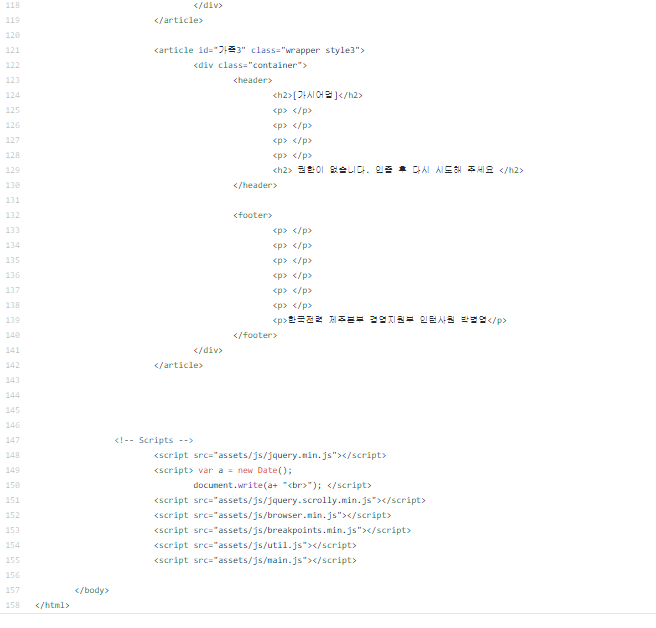 118 </div>
119 </article>
120
121 <article id="가족3" class="wrapper style3">
122 <div class="container">
123 <header>
124 <h2>[가시어멍]</h2>
125 <p> </p>
126 <p> </p>
127 <p> </p>
128 <p> </p>
129 <h2> 권한이 없습니다. 인증 후 다시 시도해 주세요 </h2>
130 </header>
131
132 <footer>
133 <p> </p>
134 <p> </p>
135 <p> </p>
136 <p> </p>
137 <p> </p>
138 <p> </p>
139 <p>한국전력 제주본부 경영지원부 인턴사원 </p>
140 </footer>
141 </div>
142 </article>
143
144
145
146
147 <!-- Scripts -->
148 <script src="assets/js/jquery.min.js"></script>
149 <script> var a = new Date();
150 document.write(a+ "<br>"); </script>
151 <script src="assets/js/jquery.scrolly.min.js"></script>
152 <script src="assets/js/browser.min.js"></script>
153 <script src="assets/js/breakpoints.min.js"></script>
154 <script src="assets/js/util.js"></script>
155 <script src="assets/js/main.js"></script>
156
157 </body>
158 </html>